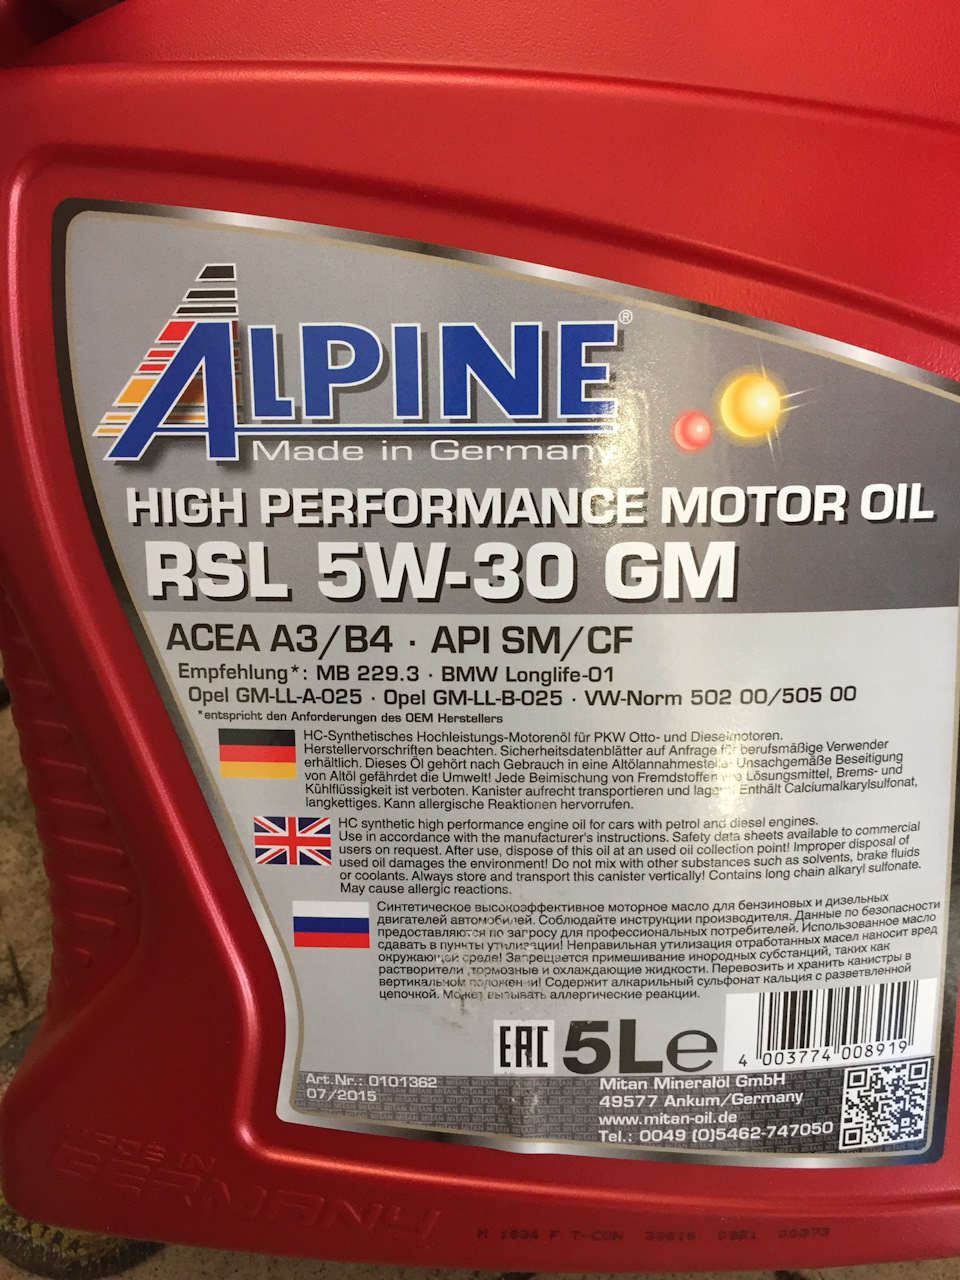 ALPINE®
Made in Germany
HIGH PERFORMANCE MOTOR OIL
RSL 5W-30 GM
ACEA A3/B4 · API SM/CF
Empfehlung*: MB 229.3 · BMW Longlife-01
Opel GM-LL-A-025 · Opel GM-LL-B-025 · VW-Norm 502 00/505 00
*entspricht den Anforderungen des OEM Herstellers
HC-Synthetisches Hochleistungs-Motorenöl für PKW Otto- und Dieselmotoren.
Herstellervorschriften beachten. Sicherheitsdatenblätter auf Anfrage für berufsmäßige Verwender
erhältlich. Dieses Öl gehört nach Gebrauch in eine Altölannahmestelle! Unsachgemäße Beseitigung
von Altöl gefährdet die Umwelt! Jede Beimischung von Fremdstoffen wie Lösungsmittel, Brems- und
Kühlflüssigkeit ist verboten. Kanister aufrecht transportieren und lagern. Enthält Calciumalkarylsulfonat,
langkettiges. Kann allergische Reaktionen hervorrufen.
HC synthetic high performance engine oil for cars with petrol and diesel engines.
Use in accordance with the manufacturer's instructions. Safety data sheets available to commercial
users on request. After use, dispose of this oil at an used oil collection point! Improper disposal of
used oil damages the environment! Do not mix with other substances such as solvents, brake fluids
or coolants. Always store and transport this canister vertically! Contains long chain alkaryl sulfonate.
May cause allergic reactions.
Синтетическое высокоэффективное моторное масло для бензиновых и дизельных
двигателей автомобилей. Соблюдайте инструкции производителя. Данные по безопасности
предоставляются по загросу для профессиональных потребителей. Использованное масло
сдавать в пункты утилизации! Неправильная утилизация отработанных масел наносит вред
окружающей среде! Запрещается примешивание инородных субстанций, таких как
растворители ,тормозные и охлаждающие жидкости. Перевозить и хранить канистры в
вертикальном положении! Содержит алкарильный сульфонат кальция с разветвленной
цепочкой. Может вызывать аллергические реакции.
EAC 5L e
4 003774 008919
Art.Nr.: 0101362
07/2015
Mitan Mineralöl GmbH
49577 Ankum/Germany
www.mitan-oil.de
Tel.: 0049 (0)5462-747050
MADE IN
GERMANY